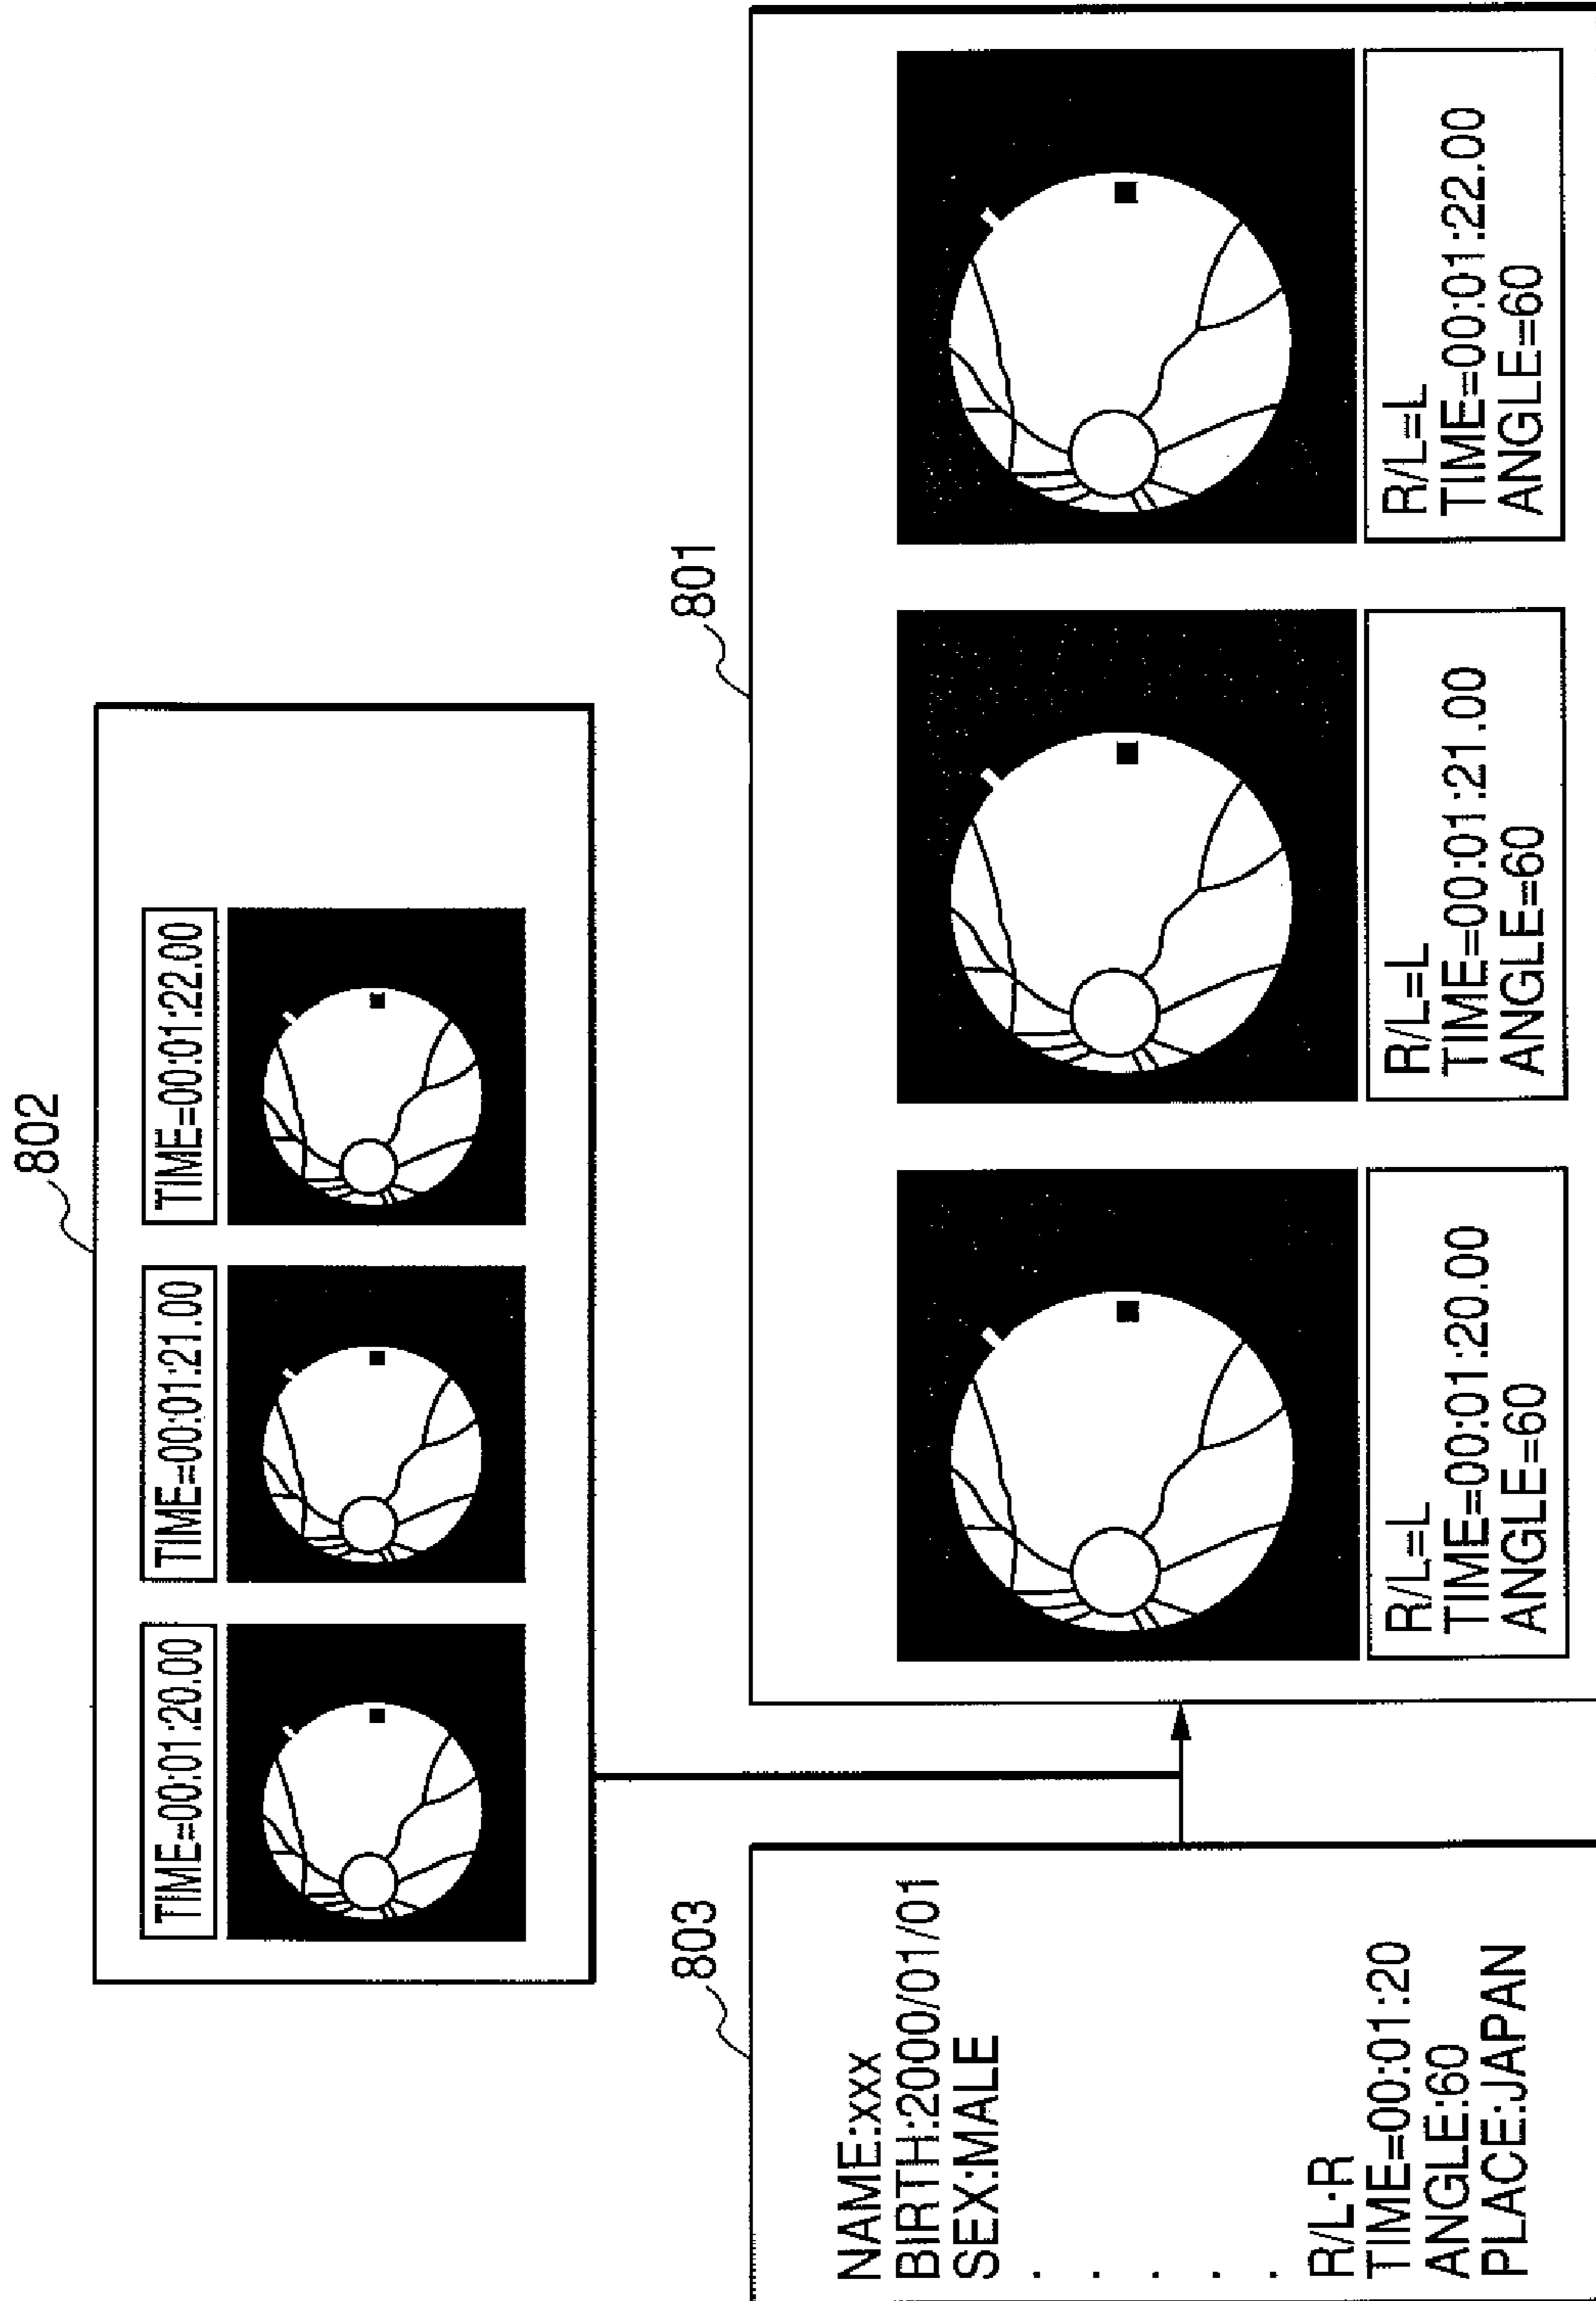 802
TIME=00:01:20.00
TIME=00:01:21.00
TIME=00:01:22.00
803
NAME:xxx
BIRTH:2000/01/01
SEX:MALE
. . . . .
R/L:R
TIME=00:01:20
ANGLE:60
PLACE:JAPAN
801
R/L=L
TIME=00:01:20.00
ANGLE=60
R/L=L
TIME=00:01:21.00
ANGLE=60
R/L=L
TIME=00:01:22.00
ANGLE=60